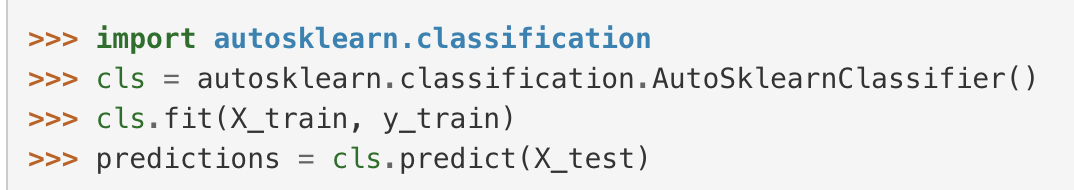 >>> import autosklearn.classification
>>> cls = autosklearn.classification.AutoSklearnClassifier()
>>> cls.fit(X_train, y_train)
>>> predictions = cls.predict(X_test)